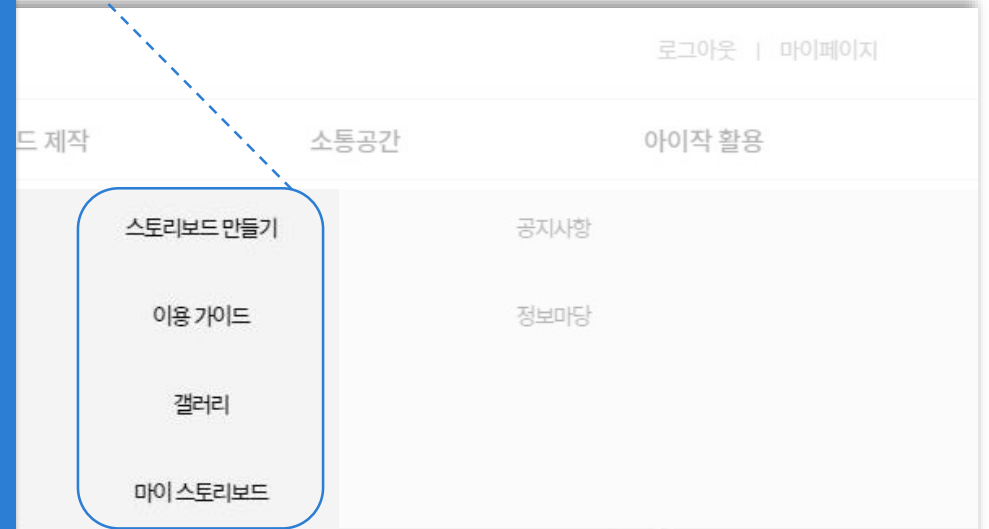 로그아웃 | 마이페이지
드 제작 소통공간 아이작 활용
스토리보드 만들기 공지사항
이용 가이드 정보마당
갤러리
마이 스토리보드